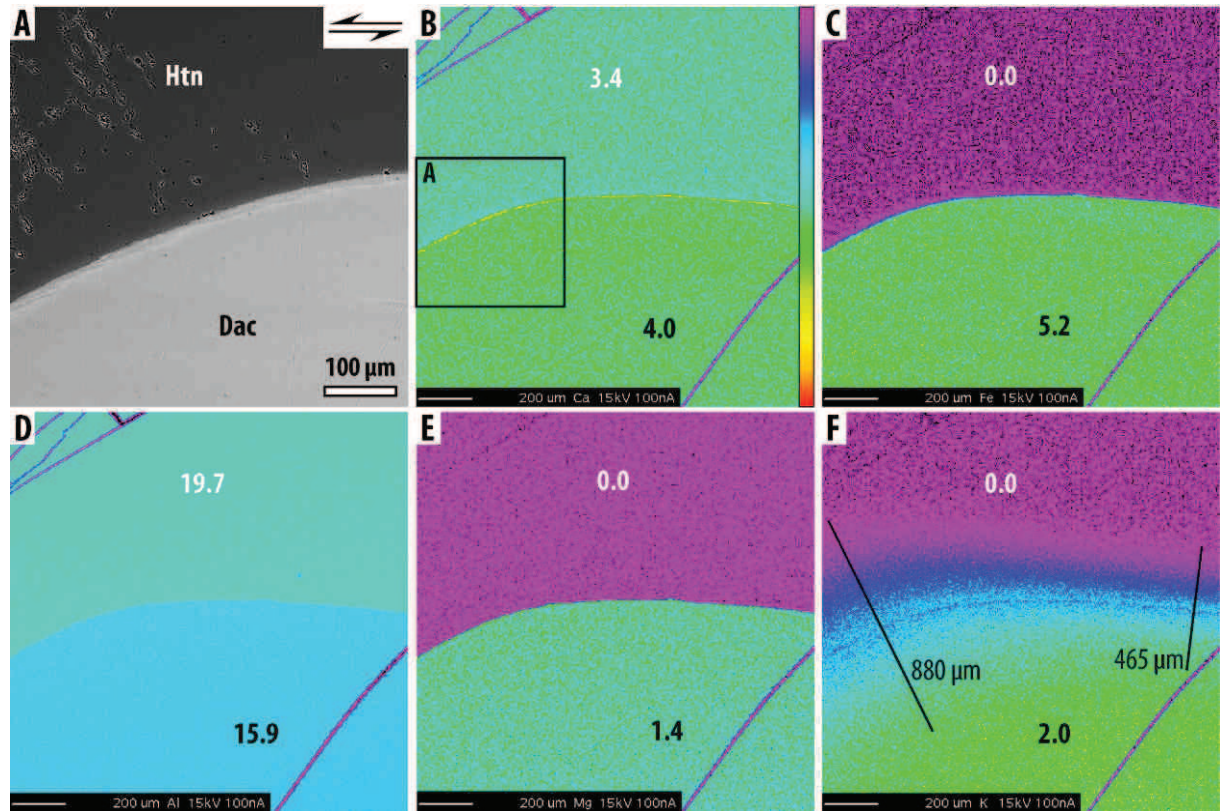 A
Htn
Dac
100 µm
B
3.4
A
4.0
200 um Ca 15kV 100nA
C
0.0
5.2
200 um Fe 15kV 100nA
D
19.7
15.9
200 um Al 15kV 100nA
E
0.0
1.4
200 um Mg 15kV 100nA
F
0.0
880 µm
465 µm
2.0
200 um K 15kV 100nA